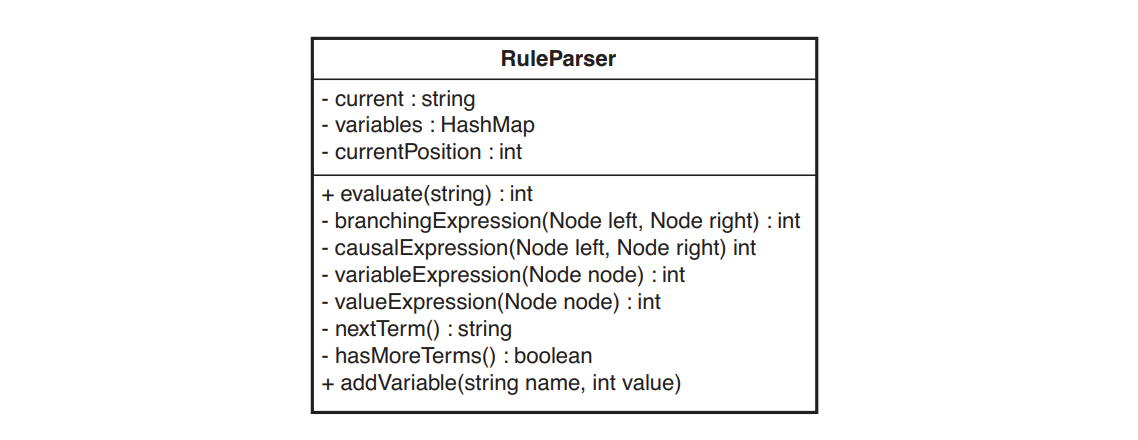 RuleParser
- current : string
- variables : HashMap
- currentPosition : int
+ evaluate(string) : int
- branchingExpression(Node left, Node right) : int
- causalExpression(Node left, Node right) int
- variableExpression(Node node) : int
- valueExpression(Node node) : int
- nextTerm() : string
- hasMoreTerms() : boolean
+ addVariable(string name, int value)